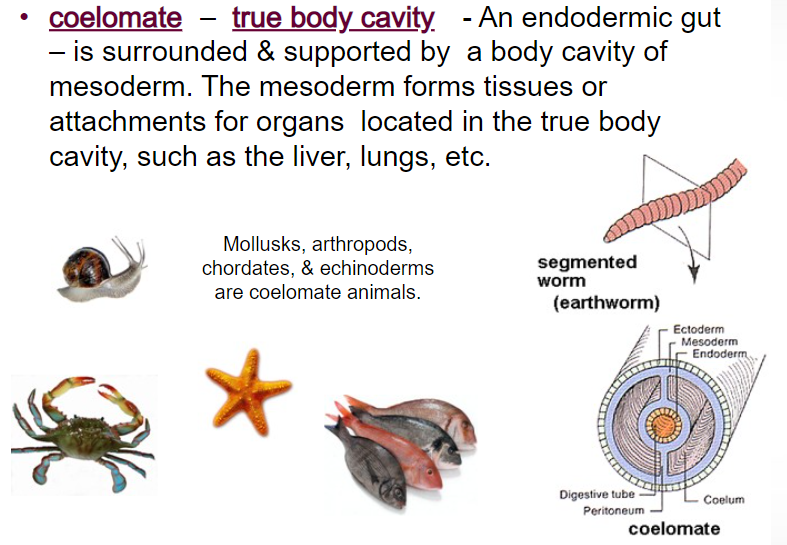 • coelomate – true body cavity - An endodermic gut
– is surrounded & supported by a body cavity of
mesoderm. The mesoderm forms tissues or
attachments for organs located in the true body
cavity, such as the liver, lungs, etc.
Mollusks, arthropods,
chordates, & echinoderms
are coelomate animals.
segmented
worm
(earthworm)
Ectoderm
Mesoderm
Endoderm
Digestive tube
Coelum
Peritoneum
coelomate